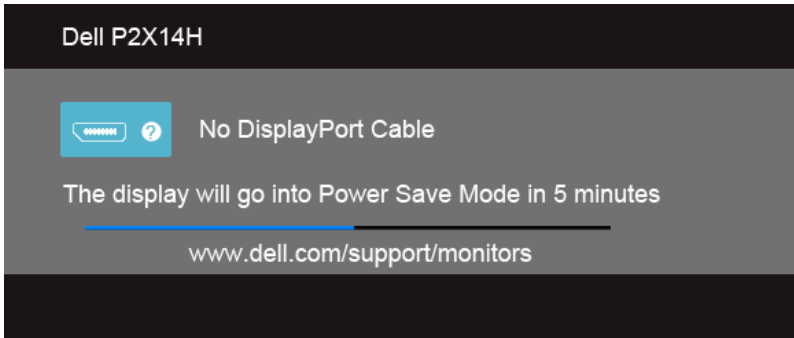 Dell P2X14H
No DisplayPort Cable
The display will go into Power Save Mode in 5 minutes
www.dell.com/support/monitors